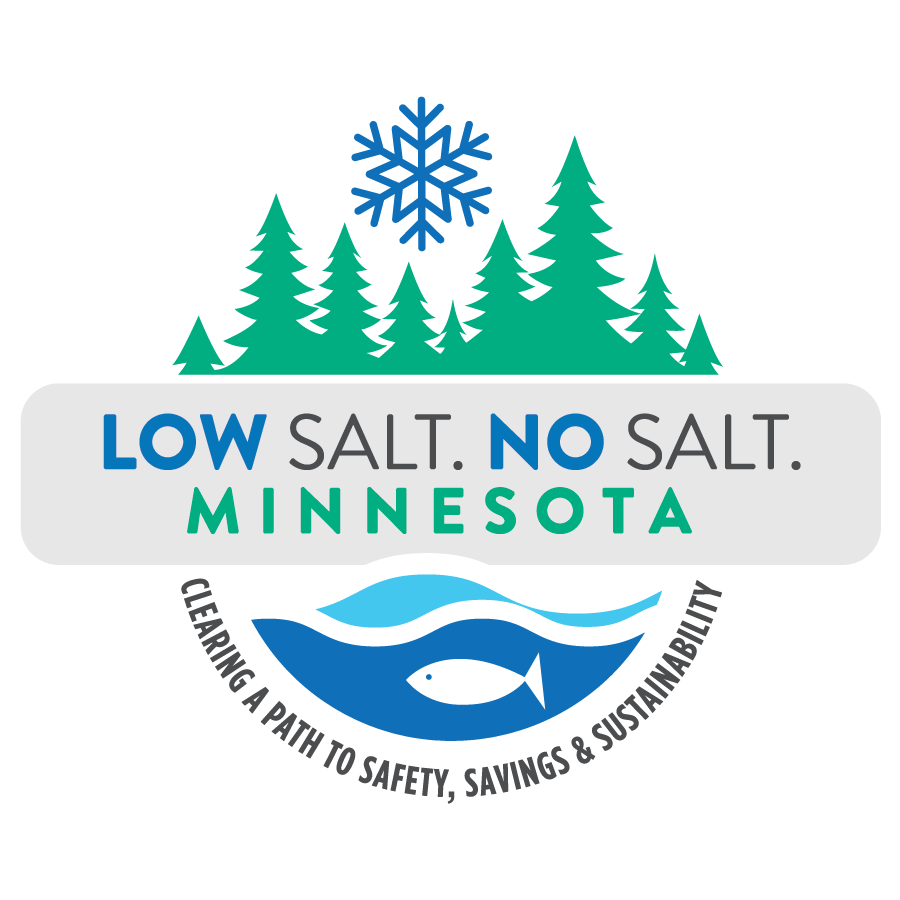 LOW SALT. NO SALT.
MINNESOTA
CLEARING A PATH TO SAFETY, SAVINGS & SUSTAINABILITY